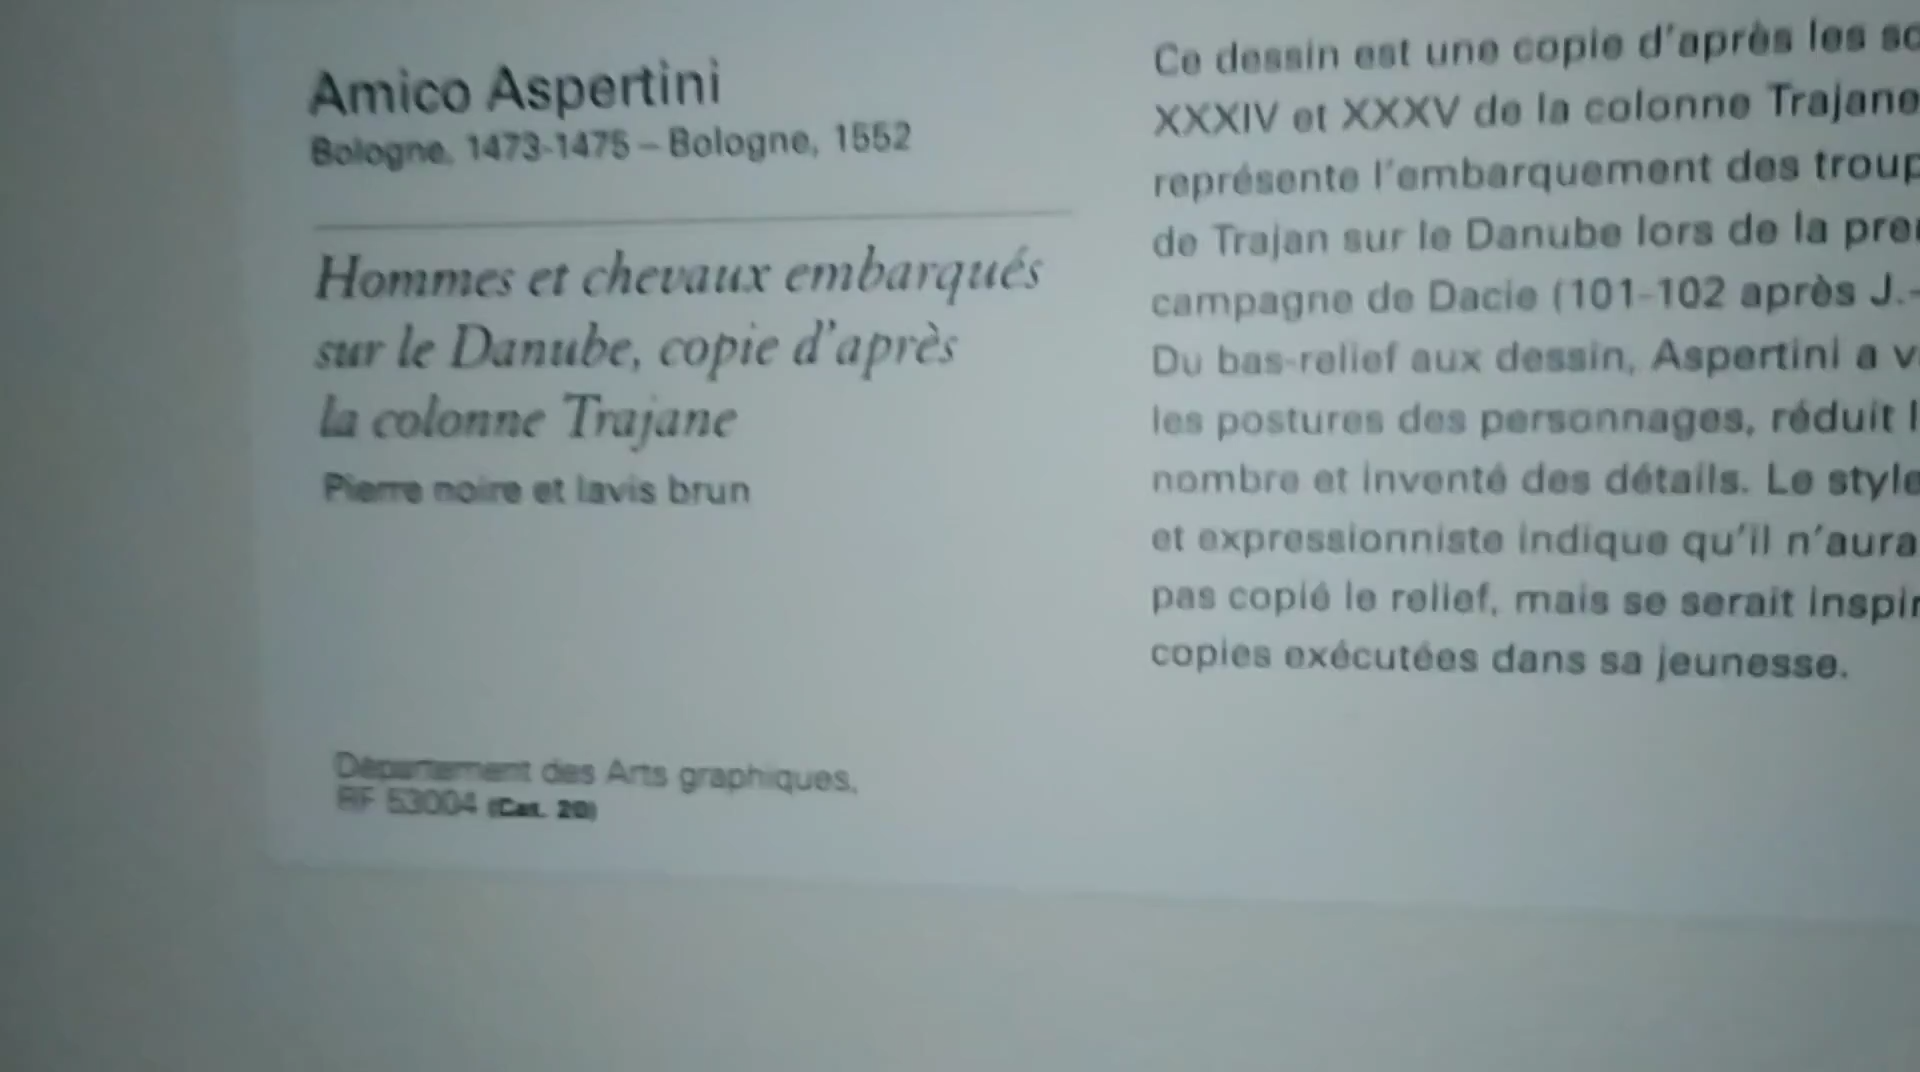 Amico Aspertini
Bologne, 1473-1475 – Bologne, 1552
Hommes et chevaux embarqués
sur le Danube, copie d'après
la colonne Trajane
Pierre noire et lavis brun
Département des Arts graphiques,
RF 53004 (Cat. 20)
Ce dessin est une copie d'après les
XXXIV et XXXV de la colonne Trajane
représente l'embarquement des
de Trajan sur le Danube lors de la
campagne de Dacie (101-102 après J.-
Du bas-relief aux dessin, Aspertini a
les postures des personnages, réduit
nombre et inventé des détails. Le style
et expressionniste indique qu'il
pas copié le relief, mais se serait
copies exécutées dans sa jeunesse.